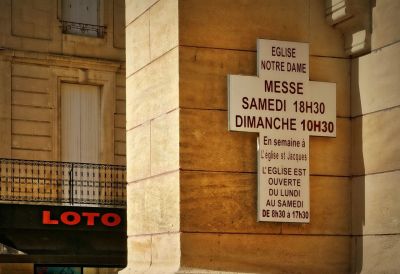 EGLISE
NOTRE DAME
MESSE
SAMEDI 18H30
DIMANCHE 10H30
En semaine à
L'église st Jacques
L'EGLISE EST
OUVERTE
DU LUNDI
AU SAMEDI
DE 8h30 à 17h30
LOTO